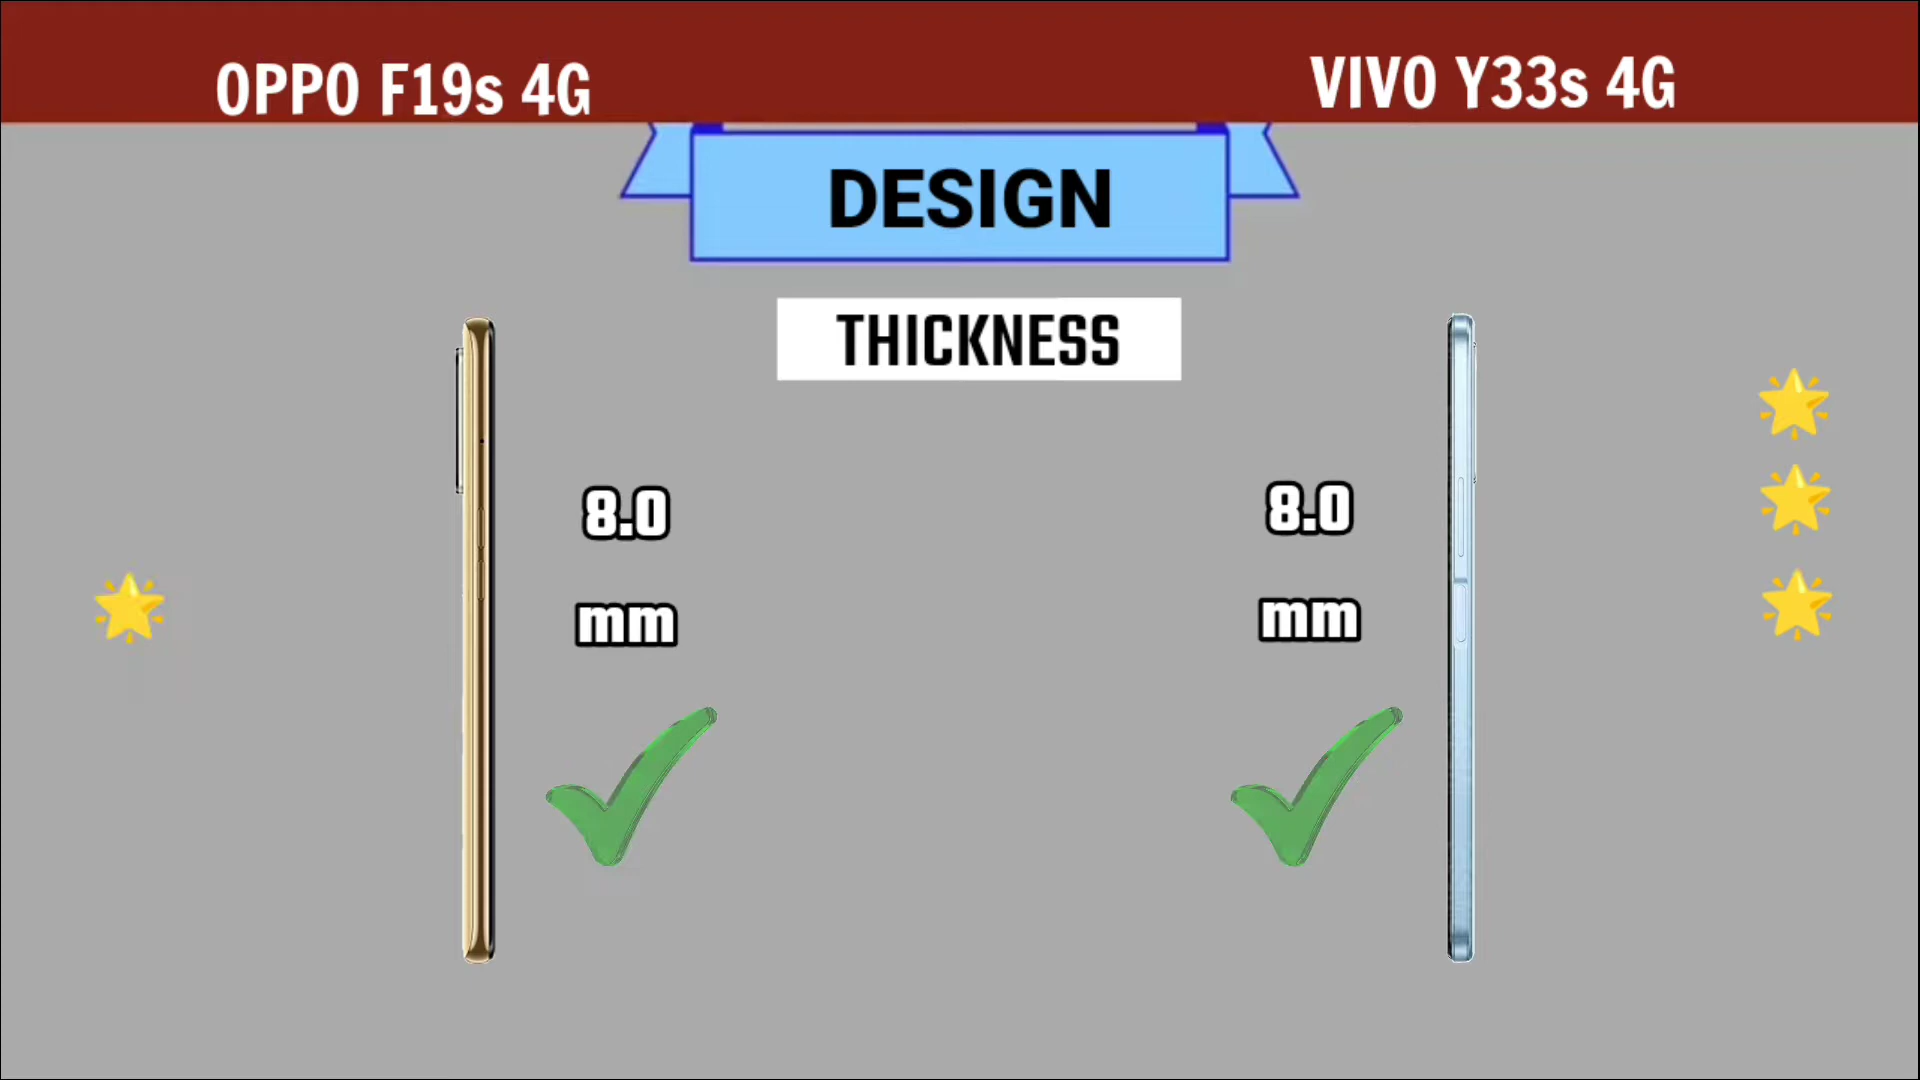 OPPO F19s 4G
VIVO Y33s 4G
DESIGN
THICKNESS
8.0
mm
8.0
mm